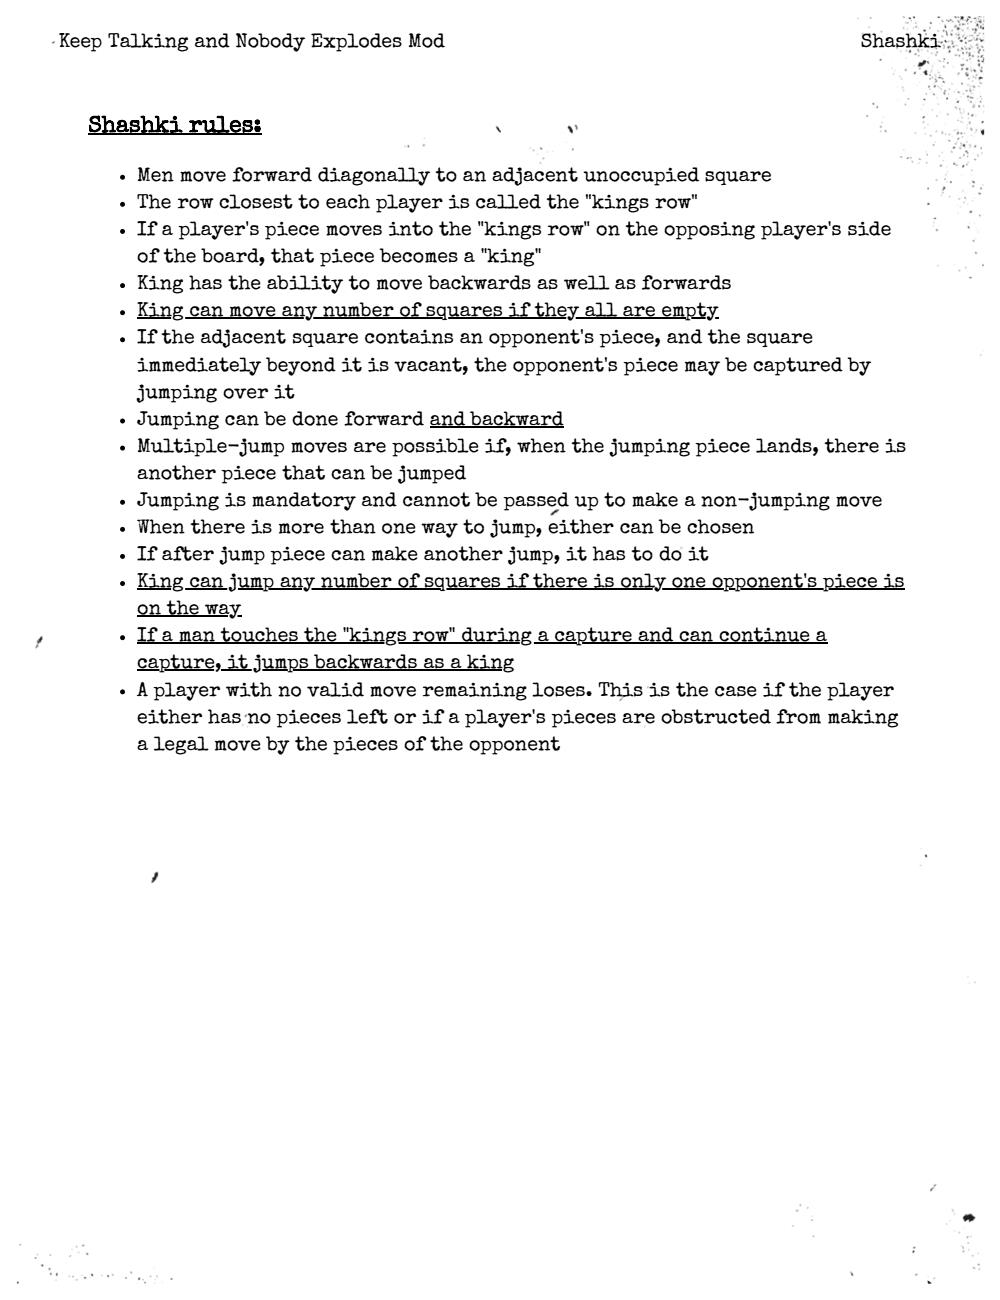 Keep Talking and Nobody Explodes Mod
Shashki
Shashki rules:
• Men move forward diagonally to an adjacent unoccupied square
• The row closest to each player is called the "kings row"
• If a player's piece moves into the "kings row" on the opposing player's side
of the board, that piece becomes a "king"
• King has the ability to move backwards as well as forwards
• King can move any number of squares if they all are empty
• If the adjacent square contains an opponent's piece, and the square
immediately beyond it is vacant, the opponent's piece may be captured by
jumping over it
• Jumping can be done forward and backward
• Multiple-jump moves are possible if, when the jumping piece lands, there is
another piece that can be jumped
• Jumping is mandatory and cannot be passed up to make a non-jumping move
• When there is more than one way to jump, either can be chosen
• If after jump piece can make another jump, it has to do it
• King can jump any number of squares if there is only one opponent's piece is
on the way
• If a man touches the "kings row" during a capture and can continue a
capture, it jumps backwards as a king
• A player with no valid move remaining loses. This is the case if the player
either has no pieces left or if a player's pieces are obstructed from making
a legal move by the pieces of the opponent